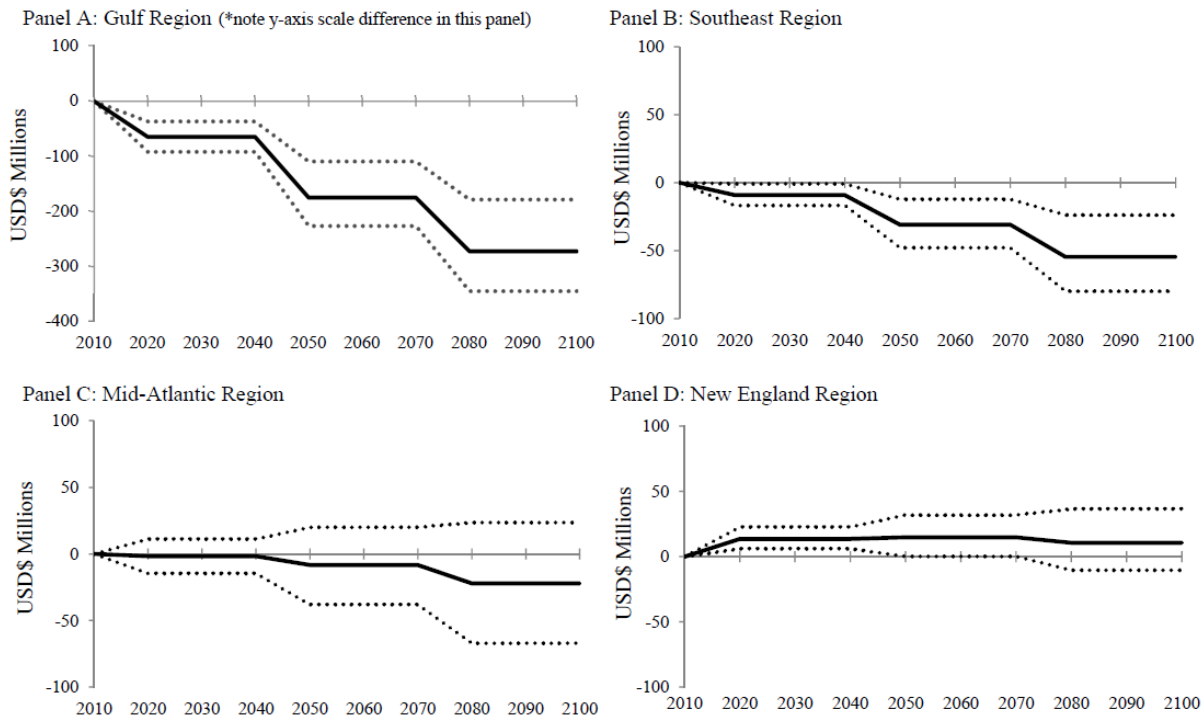 Panel A: Gulf Region (*note y-axis scale difference in this panel)
100
0
-100
-200
-300
-400
USD$ Millions
2010 2020 2030 2040 2050 2060 2070 2080 2090 2100
Panel B: Southeast Region
100
50
0
-50
-100
USD$ Millions
2010 2020 2030 2040 2050 2060 2070 2080 2090 2100
Panel C: Mid-Atlantic Region
100
50
0
-50
-100
USD$ Millions
2010 2020 2030 2040 2050 2060 2070 2080 2090 2100
Panel D: New England Region
100
50
0
-50
-100
USD$ Millions
2010 2020 2030 2040 2050 2060 2070 2080 2090 2100